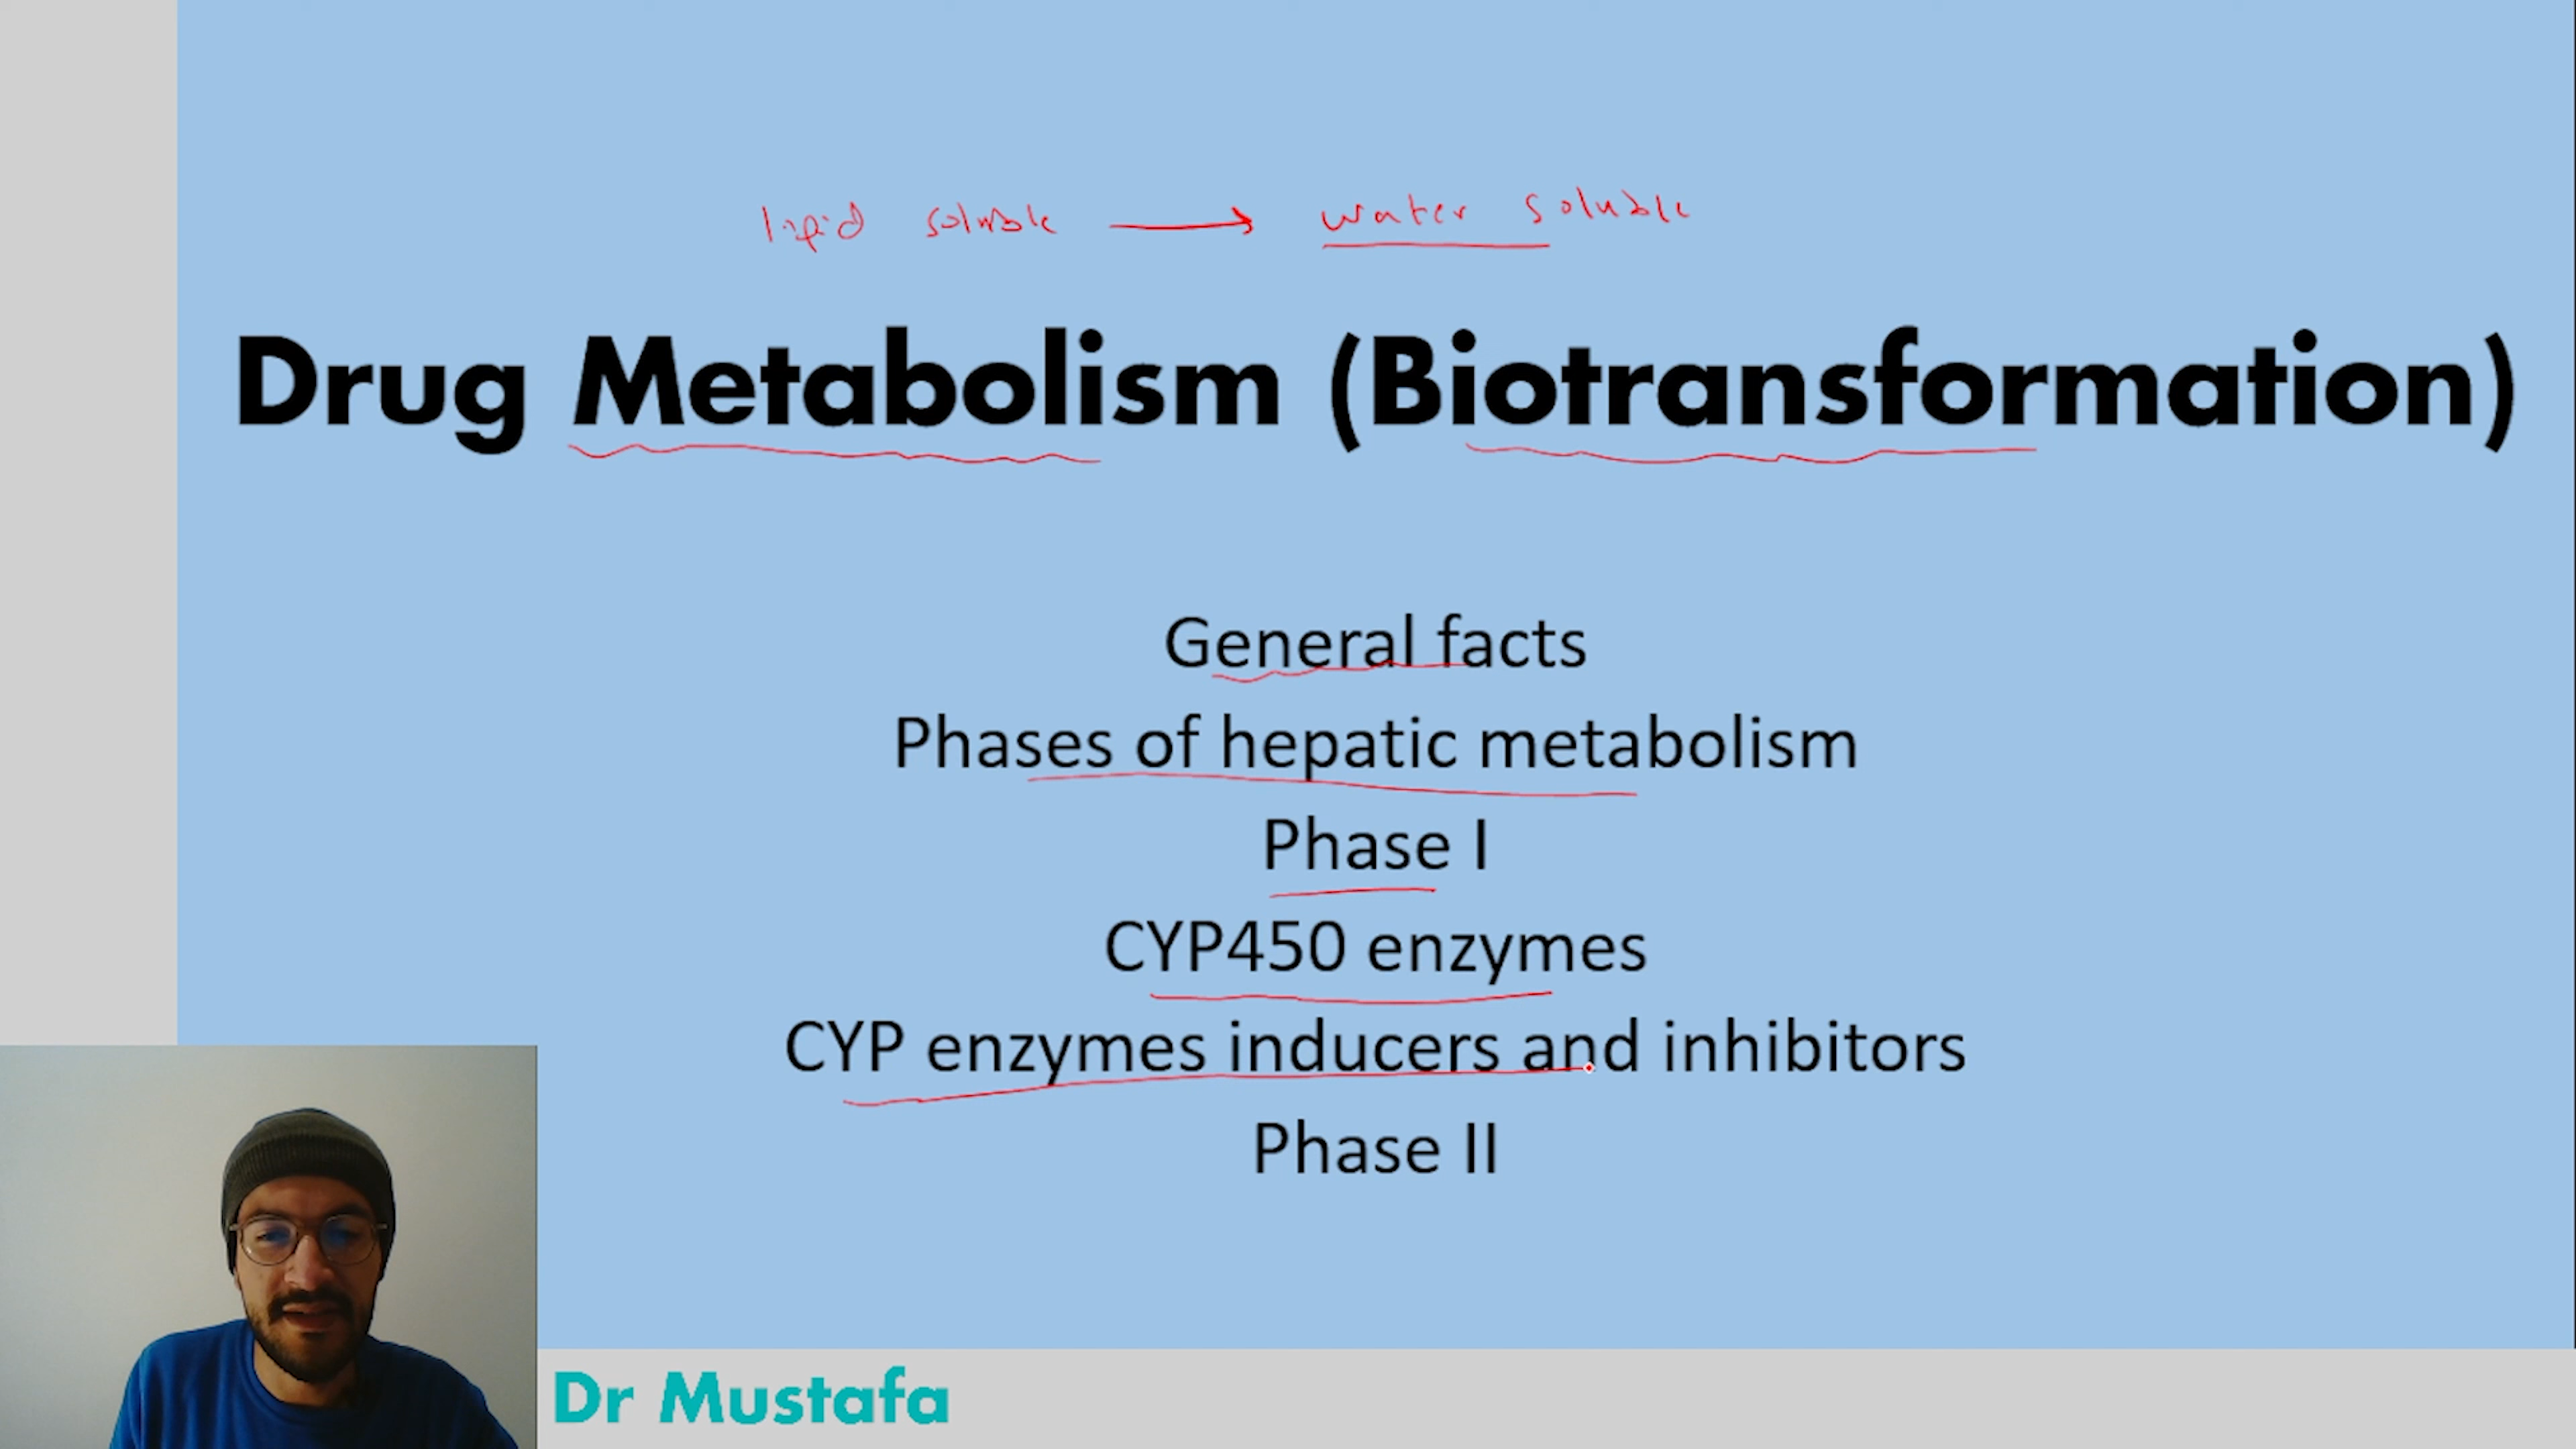 lipid soluble → water soluble
Drug Metabolism (Biotransformation)
General facts
Phases of hepatic metabolism
Phase I
CYP450 enzymes
CYP enzymes inducers and inhibitors
Phase II
Dr Mustafa